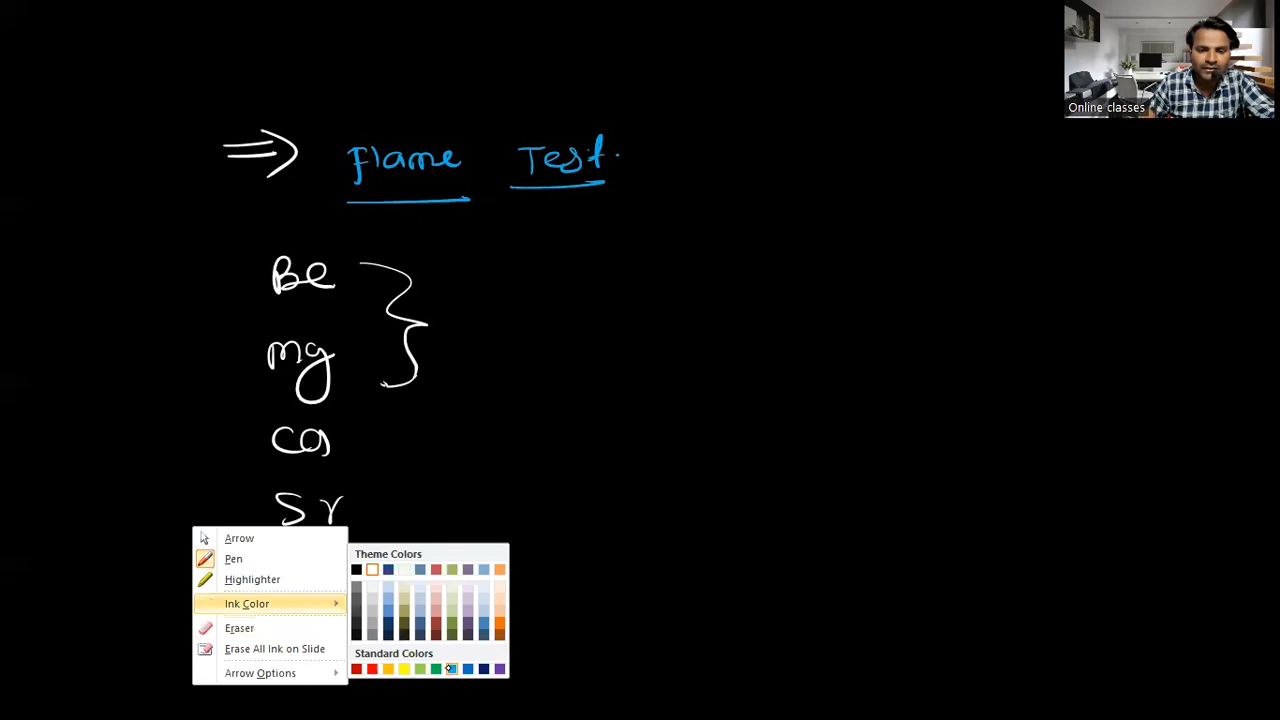 Online classes
⇒ Flame Test.
Be
mg
Ca
Sr
Arrow
Pen
Highlighter
Ink Color
Eraser
Erase All Ink on Slide
Arrow Options
Theme Colors
Standard Colors